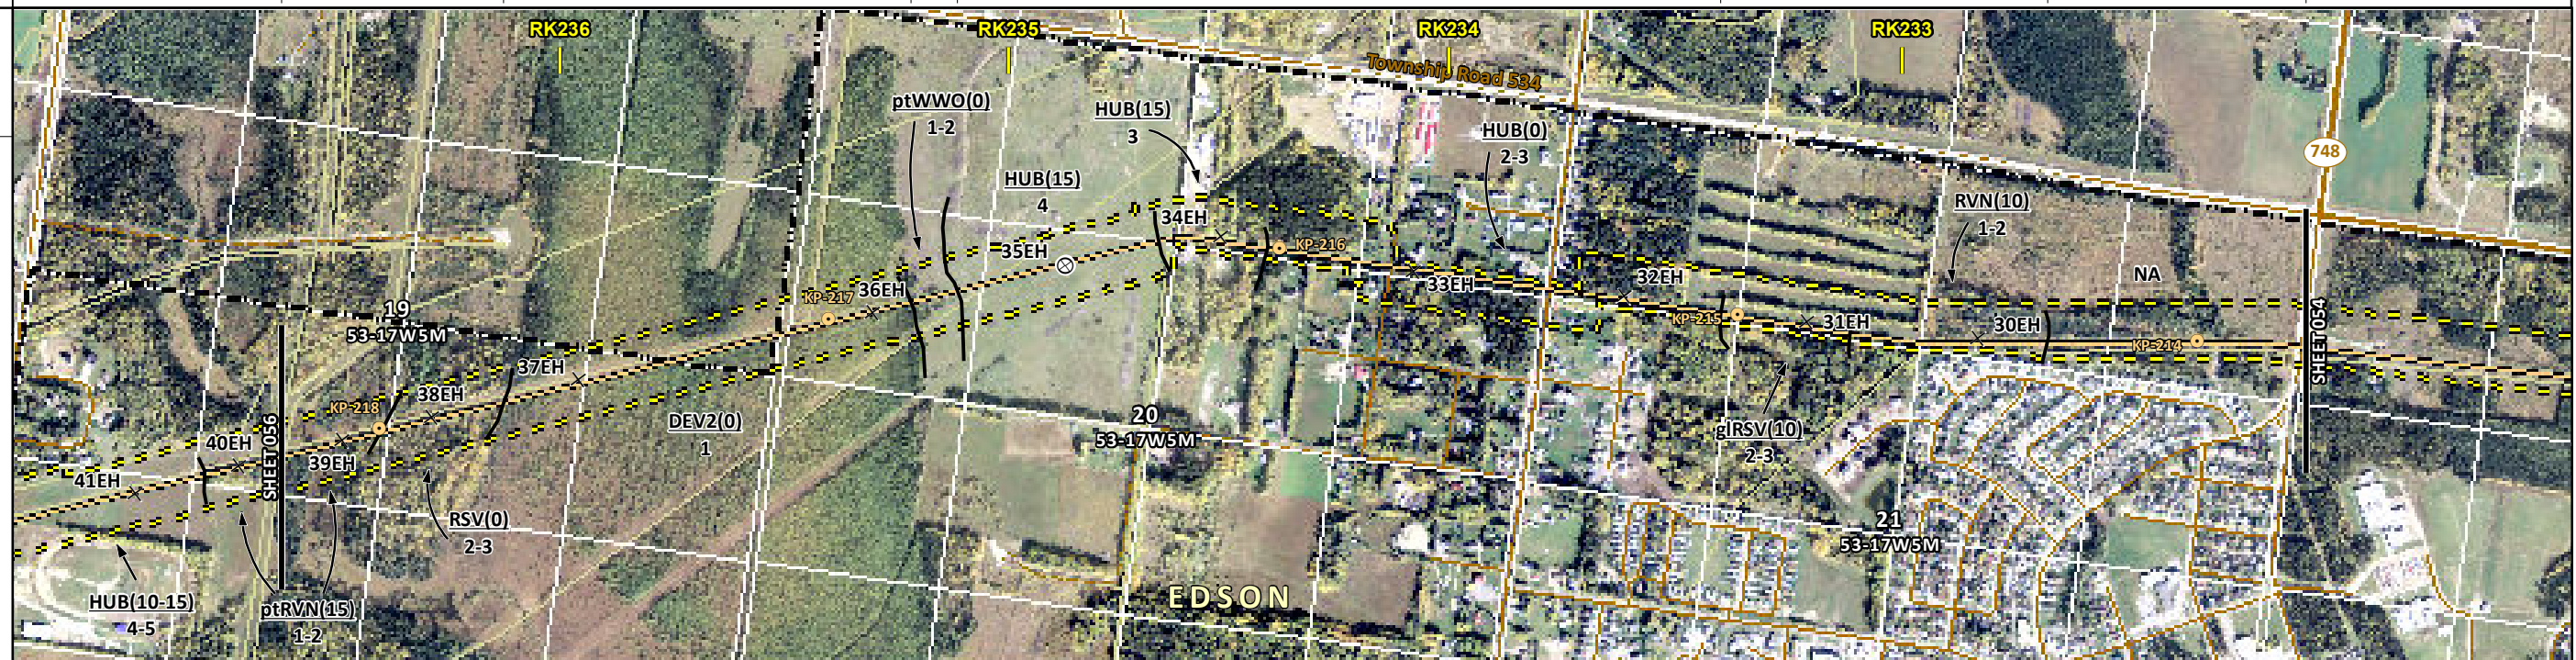 RK236
RK235
RK234
RK233
Township Road 534
ptWWO(0)
1-2
HUB(15)
3
HUB(0)
2-3
748
HUB(15)
4
RVN(10)
1-2
34EH
35EH
KP-216
36EH
KP-217
33EH
32EH
NA
KP-215
31EH
30EH
KP-214
SHEET 054
19
53-17W5M
37EH
38EH
KP-218
40EH
39EH
41EH
SHEET 056
DEV2(0)
1
20
53-17W5M
glRSV(10)
2-3
RSV(0)
2-3
21
53-17W5M
HUB(10-15)
4-5
ptRVN(15)
1-2
EDSON